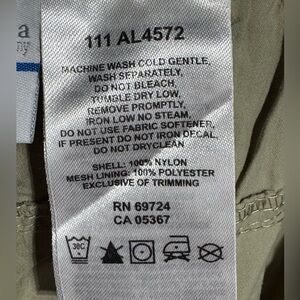 a
ny
111 AL4572
MACHINE WASH COLD GENTLE,
WASH SEPARATELY,
DO NOT BLEACH,
TUMBLE DRY LOW,
REMOVE PROMPTLY,
IRON LOW NO STEAM,
DO NOT USE FABRIC SOFTENER,
IF PRESENT DO NOT IRON DECAL,
DO NOT DRYCLEAN
SHELL: 100% NYLON
MESH LINING: 100% POLYESTER
EXCLUSIVE OF TRIMMING
RN 69724
CA 05367
30C